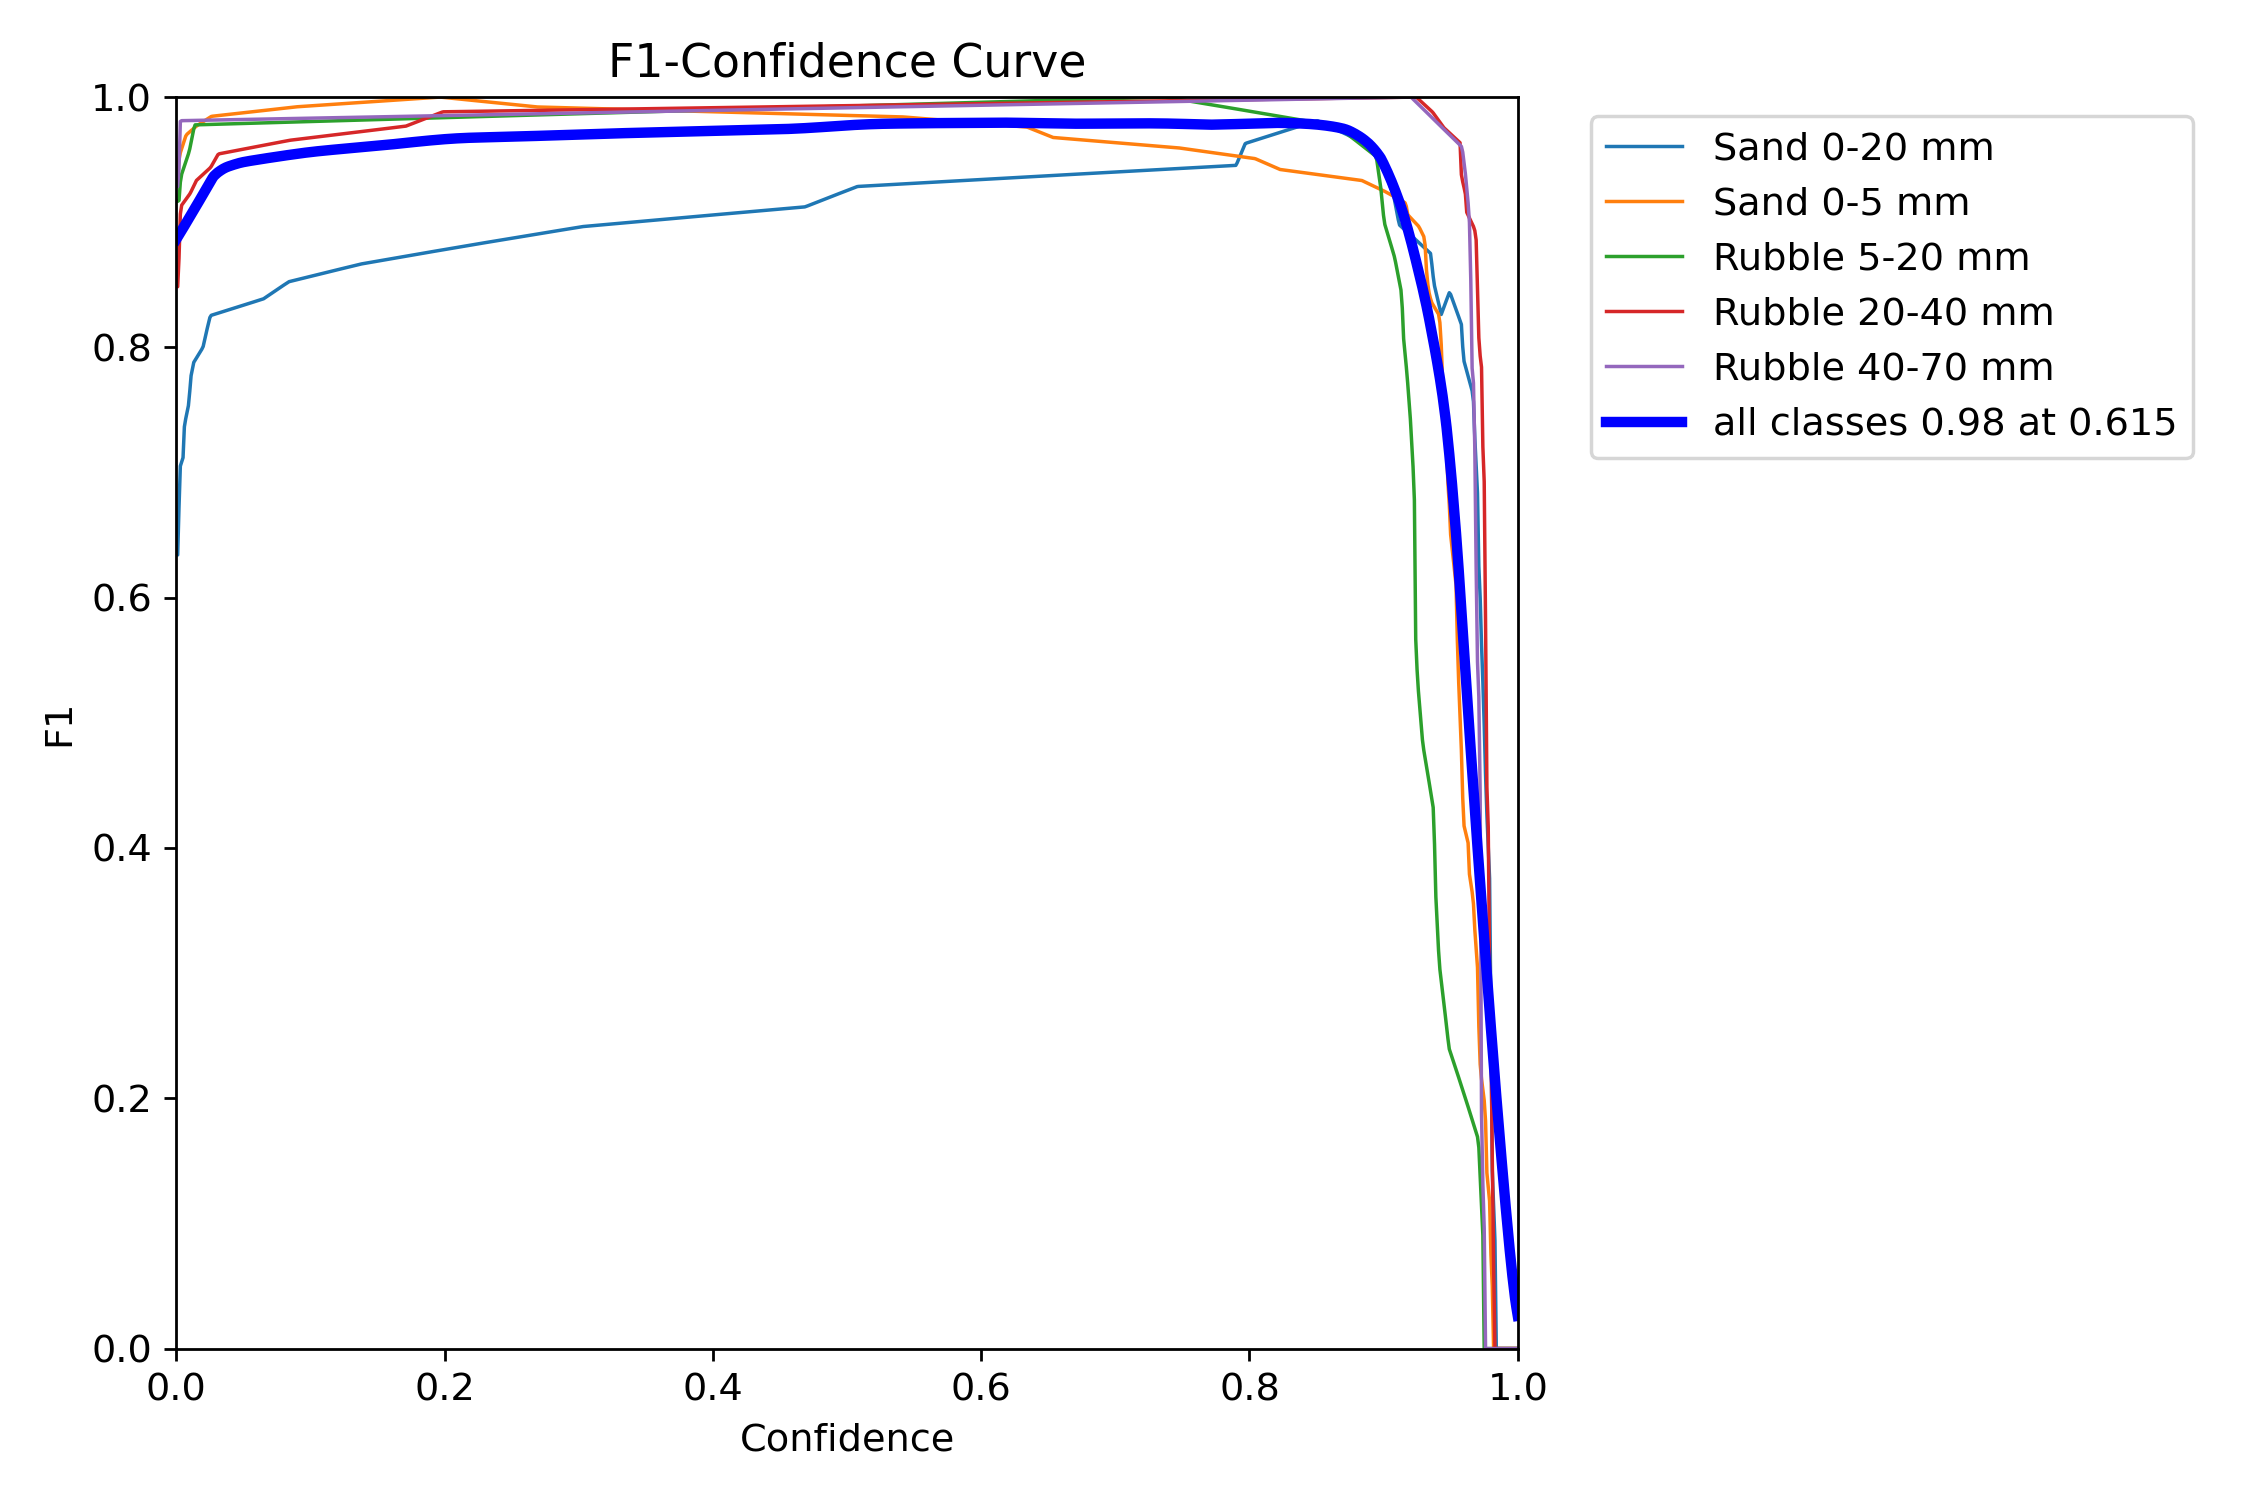 F1-Confidence Curve
1.0
0.8
0.6
0.4
0.2
0.0
F1
0.0 0.2 0.4 0.6 0.8 1.0
Confidence
Sand 0-20 mm
Sand 0-5 mm
Rubble 5-20 mm
Rubble 20-40 mm
Rubble 40-70 mm
all classes 0.98 at 0.615